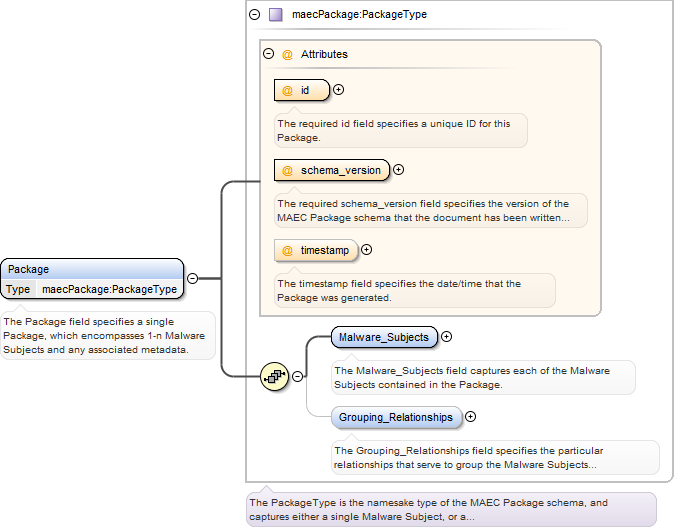 maecPackage:PackageType
@ Attributes
@ id
The required id field specifies a unique ID for this
Package.
@ schema_version
The required schema_version field specifies the version of the
MAEC Package schema that the document has been written...
@ timestamp
The timestamp field specifies the date/time that the
Package was generated.
Package
Type maecPackage:PackageType
The Package field specifies a single
Package, which encompasses 1-n Malware
Subjects and any associated metadata.
Malware_Subjects
The Malware_Subjects field captures each of the Malware
Subjects contained in the Package.
Grouping_Relationships
The Grouping_Relationships field specifies the particular
relationships that serve to group the Malware Subjects...
The PackageType is the namesake type of the MAEC Package schema, and
captures either a single Malware Subject, or a...